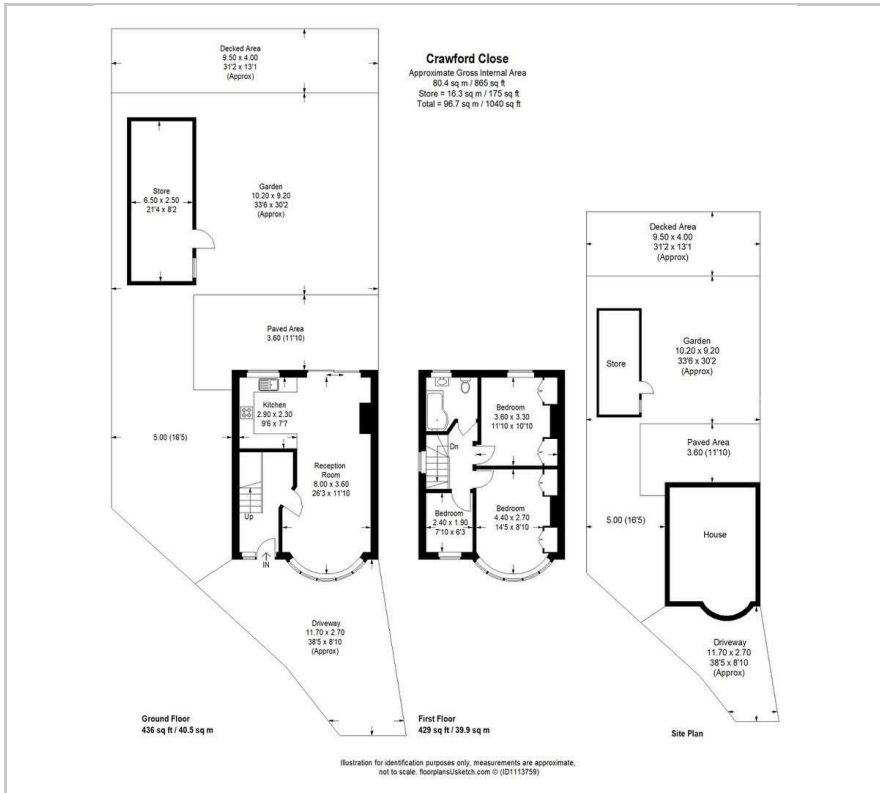 Crawford Close
Approximate Gross Internal Area
80.4 sq m / 865 sq ft
Store = 16.3 sq m / 175 sq ft
Total = 96.7 sq m / 1040 sq ft
Decked Area
9.50 x 4.00
31'2 x 13'1
(Approx)
Store
6.50 x 2.50
21'4 x 8'2
Garden
10.20 x 9.20
33'6 x 30'2
(Approx)
Paved Area
3.60 (11'10)
Kitchen
2.90 x 2.30
9'6 x 7'7
5.00 (16'5)
Reception
Room
8.00 x 3.60
26'3 x 11'10
Up
IN
Driveway
11.70 x 2.70
38'5 x 8'10
(Approx)
Ground Floor
436 sq ft / 40.5 sq m
Bedroom
3.60 x 3.30
11'10 x 10'10
Dn
Bedroom
2.40 x 1.90
7'10 x 6'3
Bedroom
4.40 x 2.70
14'5 x 8'10
First Floor
429 sq ft / 39.9 sq m
Decked Area
9.50 x 4.00
31'2 x 13'1
(Approx)
Store
Garden
10.20 x 9.20
33'6 x 30'2
(Approx)
Paved Area
3.60 (11'10)
5.00 (16'5)
House
Driveway
11.70 x 2.70
38'5 x 8'10
(Approx)
Site Plan
Illustration for identification purposes only, measurements are approximate,
not to scale. floorplansUsketch.com © (ID1113759)